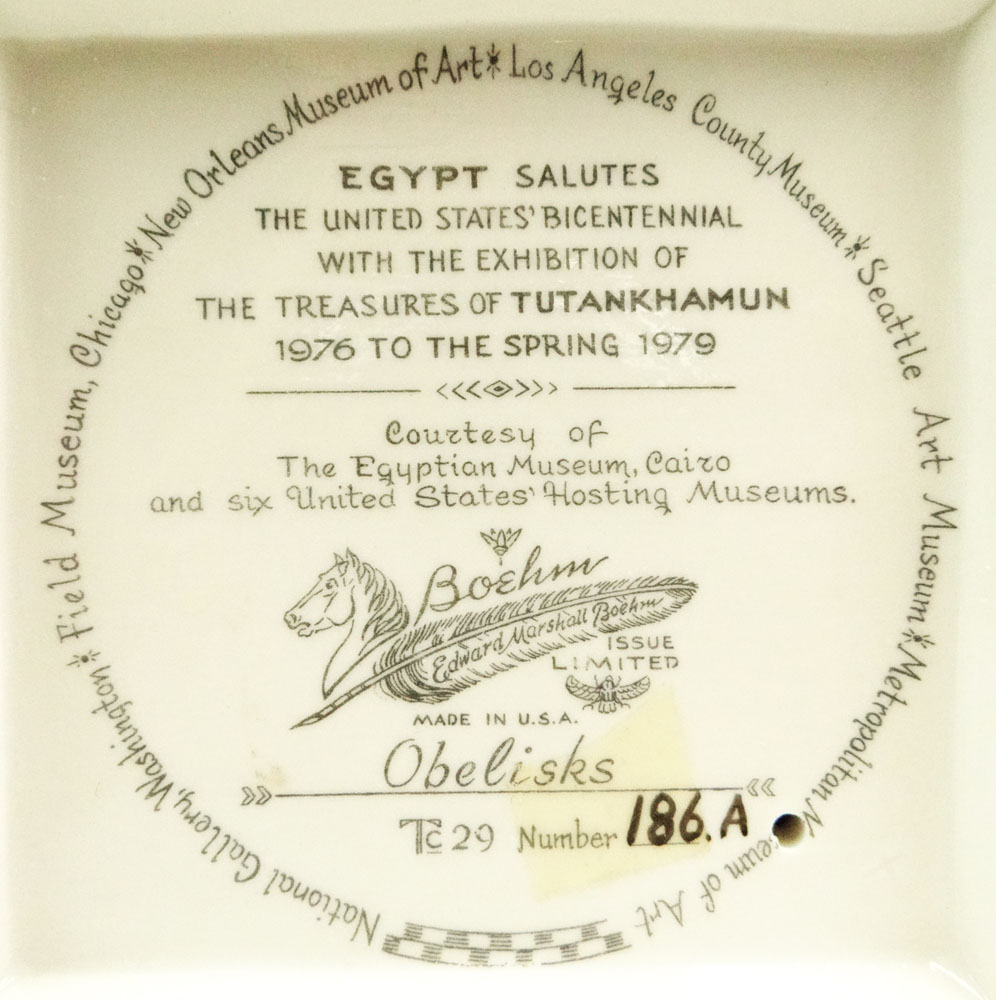 National Gallery, Washington * Field Museum, Chicago * New Orleans Museum of Art * Los Angeles County Museum * Seattle Art Museum * Metropolitan M seum of Art
EGYPT SALUTES
THE UNITED STATES' BICENTENNIAL
WITH THE EXHIBITION OF
THE TREASURES OF TUTANKHAMUN
1976 TO THE SPRING 1979
Courtesy of
The Egyptian Museum, Cairo
and six United States' Hosting Museums.
Boehm
Edward Marshall Boehm
ISSUE
LIMITED
MADE IN U.S.A.
Obelisks
Tc 29 Number 186.A